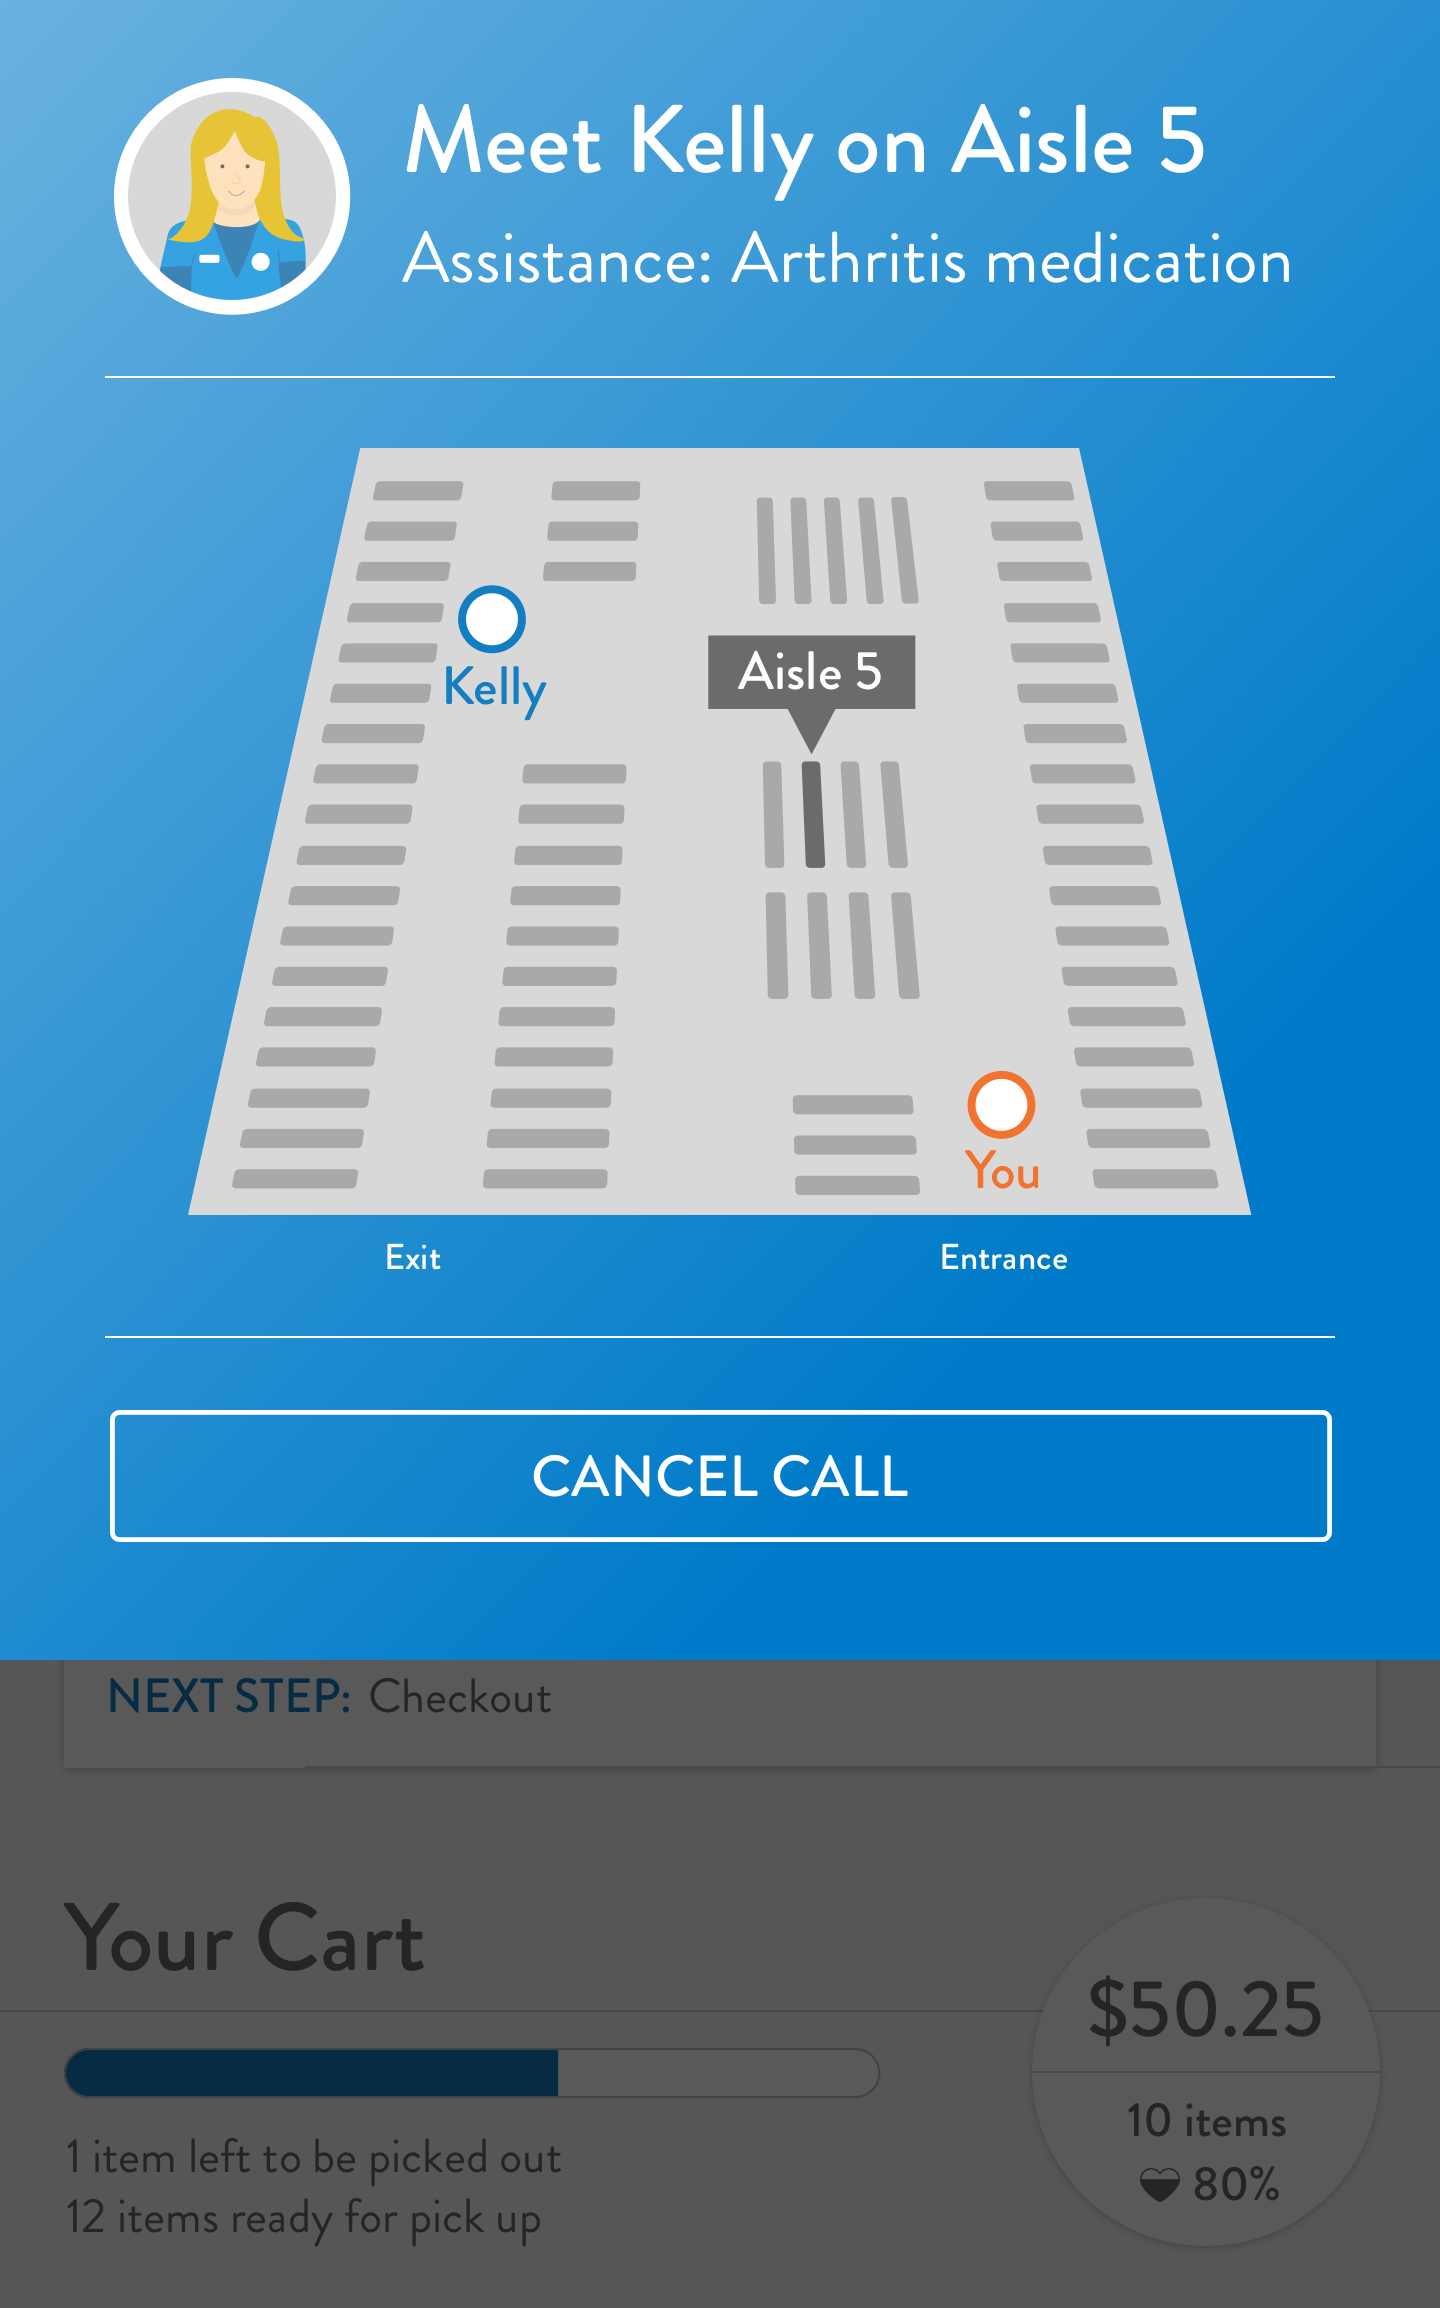 Meet Kelly on Aisle 5
Assistance: Arthritis medication
Kelly
Aisle 5
You
Exit
Entrance
CANCEL CALL
NEXT STEP: Checkout
Your Cart
$50.25
10 items
80%
1 item left to be picked out
12 items ready for pick up